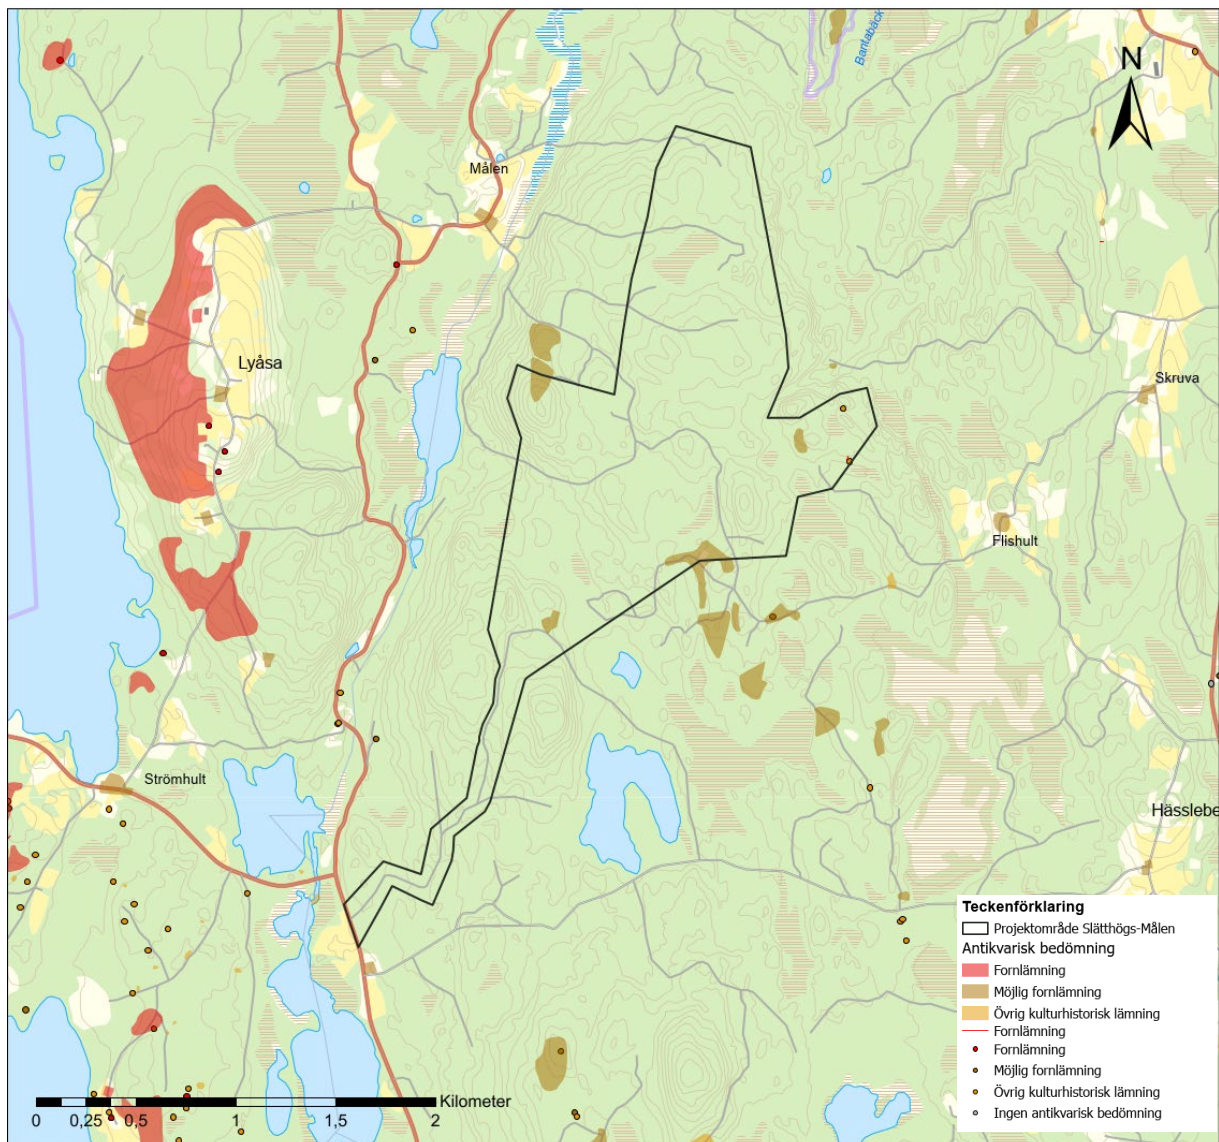 Bantabäck
N
Målen
Lyåsa
Skruva
Flishult
Strömhult
Hässlebe
Teckenförklaring
Projektområde Slätthögs-Målen
Antikvarisk bedömning
Fornlämning
Möjlig fornlämning
Övrig kulturhistorisk lämning
Fornlämning
Fornlämning
Möjlig fornlämning
Övrig kulturhistorisk lämning
Ingen antikvarisk bedömning
Kilometer
0 0,25 0,5 1 1,5 2